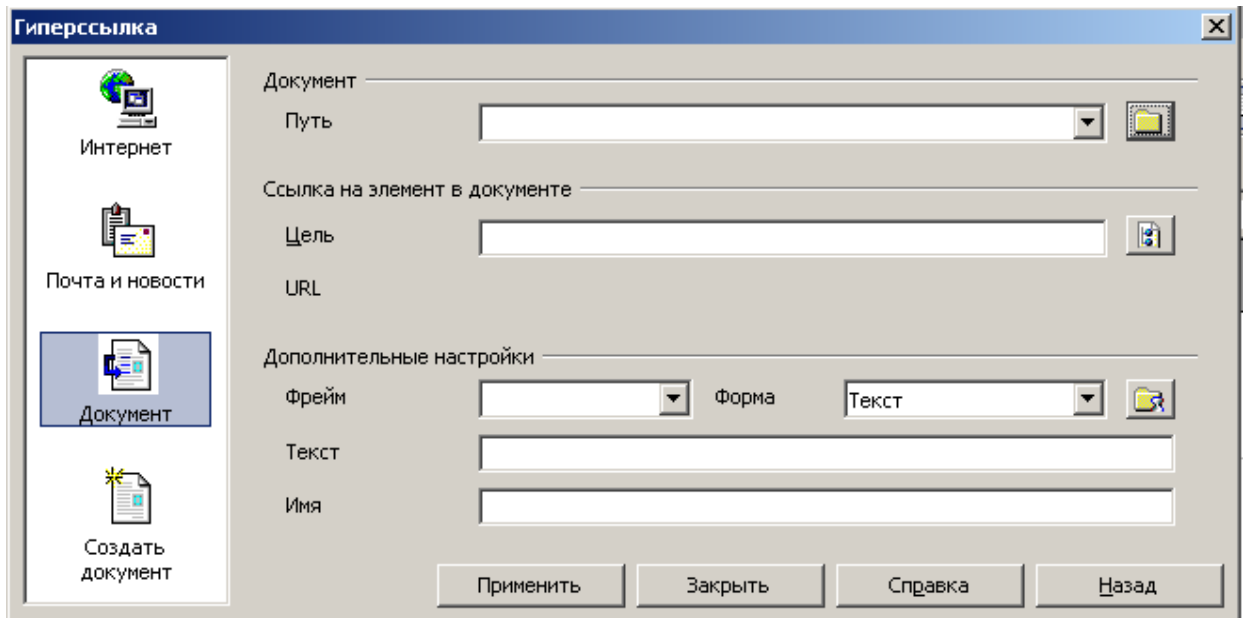 Гиперссылка
Интернет
Почта и новости
Документ
Создать
документ
Документ
Путь
Ссылка на элемент в документе
Цель
URL
Дополнительные настройки
Фрейм Форма Текст
Текст
Имя
Применить Закрыть Справка Назад